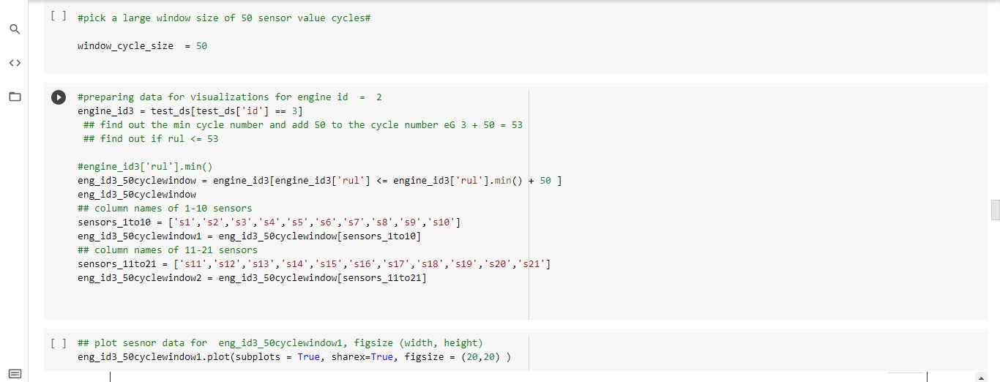 [ ] #pick a large window size of 50 sensor value cycles#
window_cycle_size  = 50
#preparing data for visualizations for engine id  =  2
engine_id3 = test_ds[test_ds['id'] == 3]
## find out the min cycle number and add 50 to the cycle number eG 3 + 50 = 53
## find out if rul <= 53
#engine_id3['rul'].min()
eng_id3_50cyclewindow = engine_id3[engine_id3['rul'] <= engine_id3['rul'].min() + 50 ]
eng_id3_50cyclewindow
## column names of 1-10 sensors
sensors_1to10 = ['s1','s2','s3','s4','s5','s6','s7','s8','s9','s10']
eng_id3_50cyclewindow1 = eng_id3_50cyclewindow[sensors_1to10]
## column names of 11-21 sensors
sensors_11to21 = ['s11','s12','s13','s14','s15','s16','s17','s18','s19','s20','s21']
eng_id3_50cyclewindow2 = eng_id3_50cyclewindow[sensors_11to21]
[ ] ## plot sesnor data for  eng_id3_50cyclewindow1, figsize (width, height)
eng_id3_50cyclewindow1.plot(subplots = True, sharex=True, figsize = (20,20) )